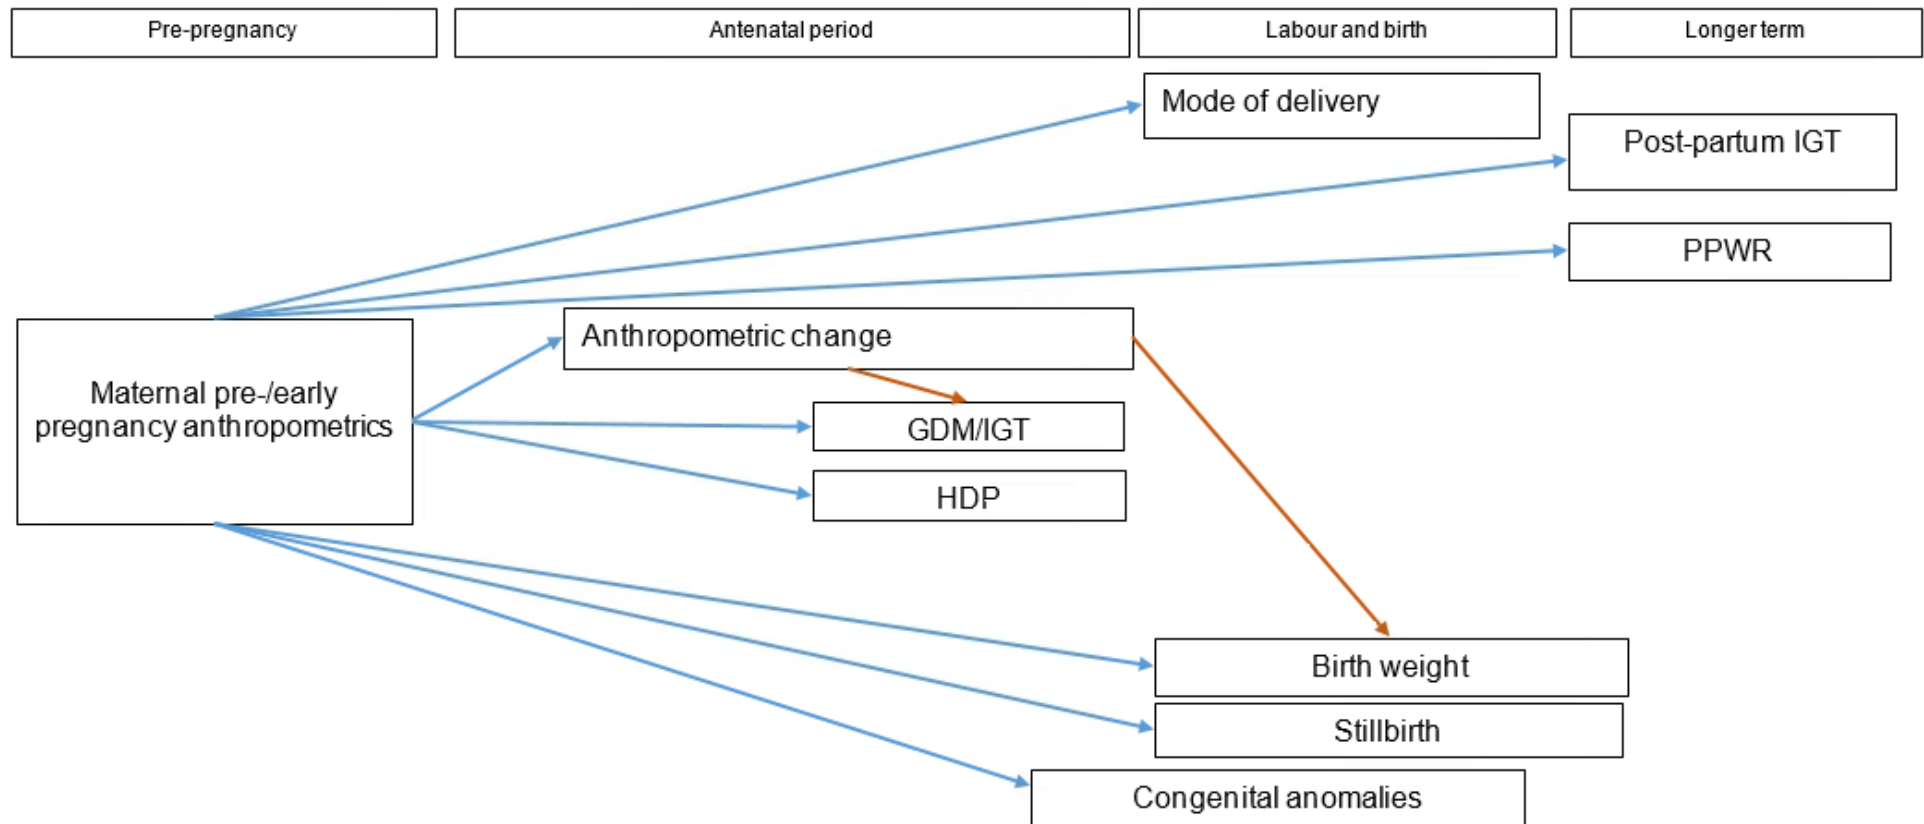 Pre-pregnancy
Antenatal period
Labour and birth
Longer term
Mode of delivery
Post-partum IGT
PPWR
Anthropometric change
Maternal pre-/early
pregnancy anthropometrics
GDM/IGT
HDP
Birth weight
Stillbirth
Congenital anomalies